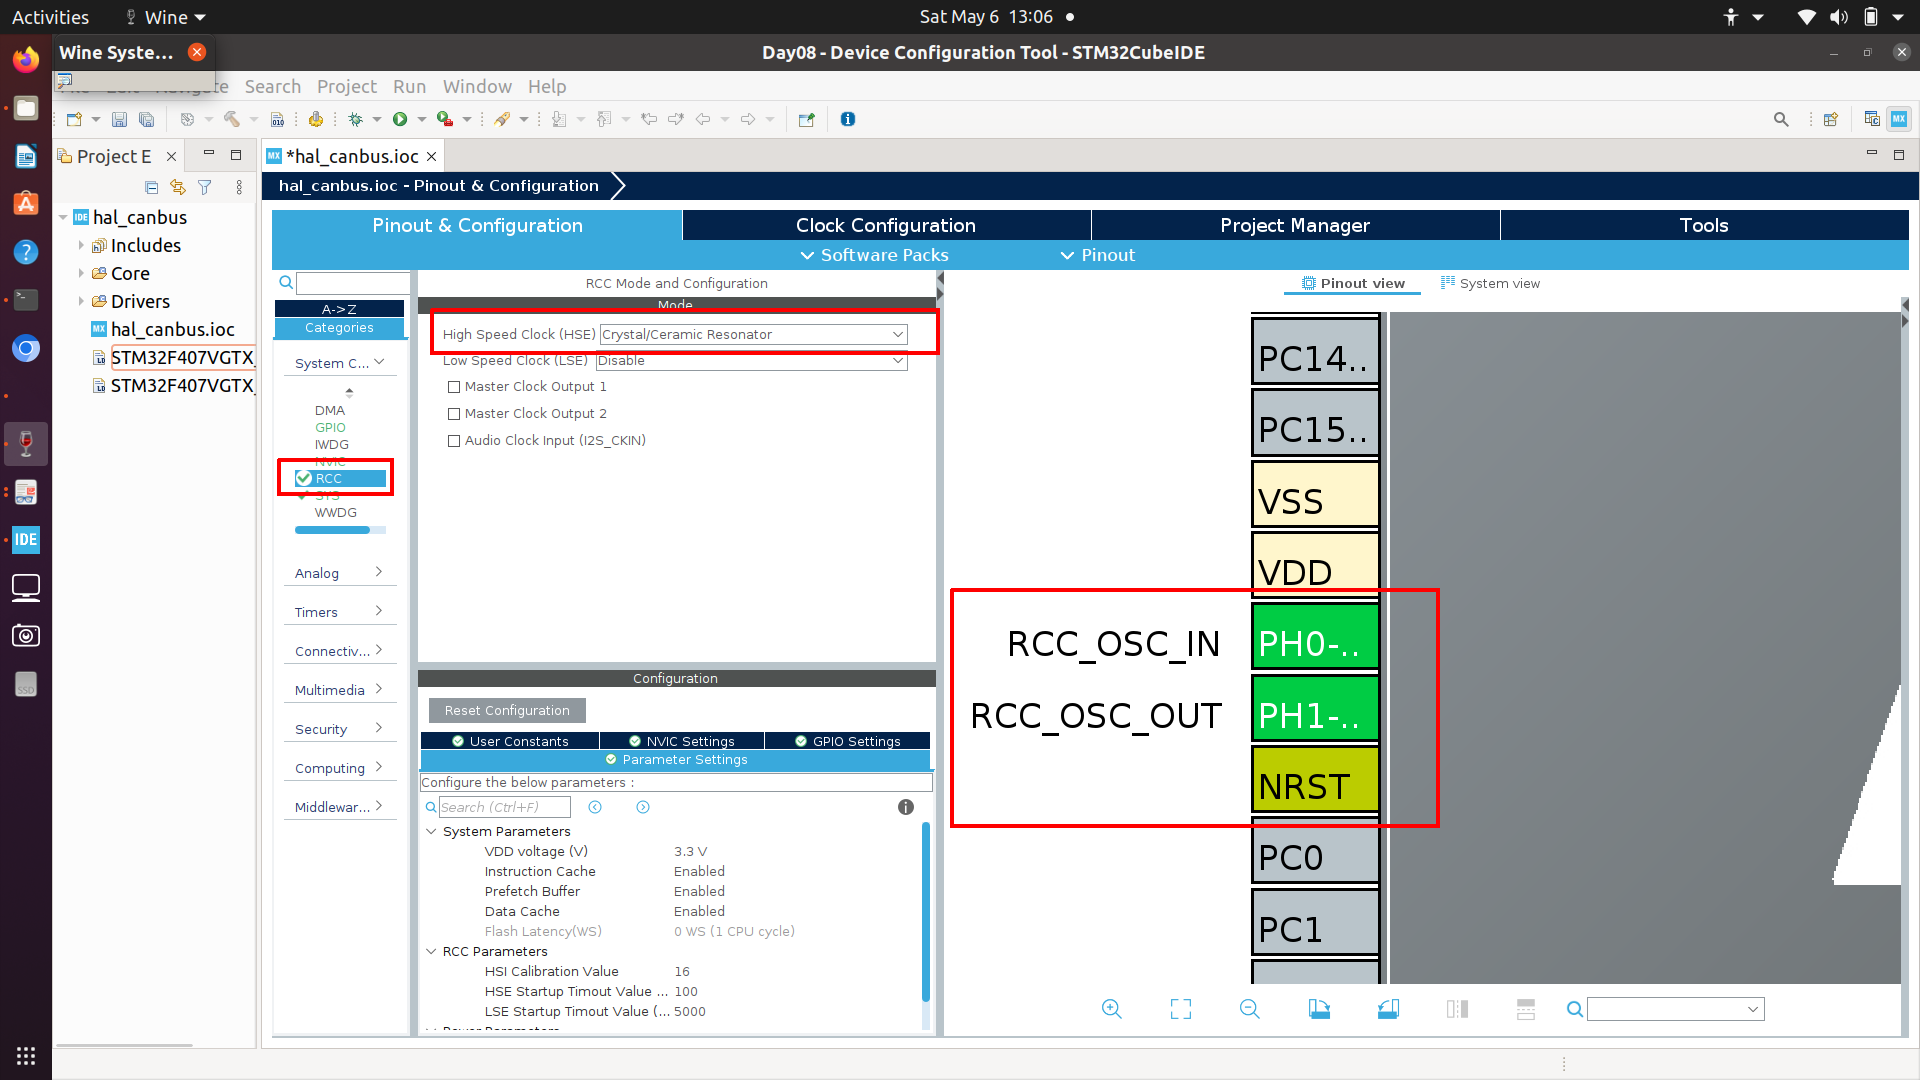 Activities
Wine
Sat May 6 13:06
Wine Syste...
Day08 - Device Configuration Tool - STM32CubeIDE
Search Project Run Window Help
Project E
*hal_canbus.ioc
hal_canbus.ioc - Pinout & Configuration
hal_canbus
Includes
Core
Drivers
hal_canbus.ioc
STM32F407VGTX_
STM32F407VGTX_
Pinout & Configuration
Clock Configuration
Project Manager
Tools
Software Packs
Pinout
A->Z
Categories
System C...
DMA
GPIO
IWDG
NVIC
RCC
SYS
WWDG
Analog
Timers
Connectiv...
Multimedia
Security
Computing
Middlewar...
RCC Mode and Configuration
Mode
High Speed Clock (HSE) Crystal/Ceramic Resonator
Low Speed Clock (LSE) Disable
Master Clock Output 1
Master Clock Output 2
Audio Clock Input (I2S_CKIN)
Configuration
Reset Configuration
User Constants
NVIC Settings
GPIO Settings
Parameter Settings
Configure the below parameters :
Search (Ctrl+F)
System Parameters
VDD voltage (V) 3.3 V
Instruction Cache Enabled
Prefetch Buffer Enabled
Data Cache Enabled
Flash Latency(WS) 0 WS (1 CPU cycle)
RCC Parameters
HSI Calibration Value 16
HSE Startup Timout Value ... 100
LSE Startup Timout Value (... 5000
Pinout view
System view
PC14..
PC15..
VSS
VDD
RCC_OSC_IN PH0-..
RCC_OSC_OUT PH1-..
NRST
PC0
PC1
IDE
MX